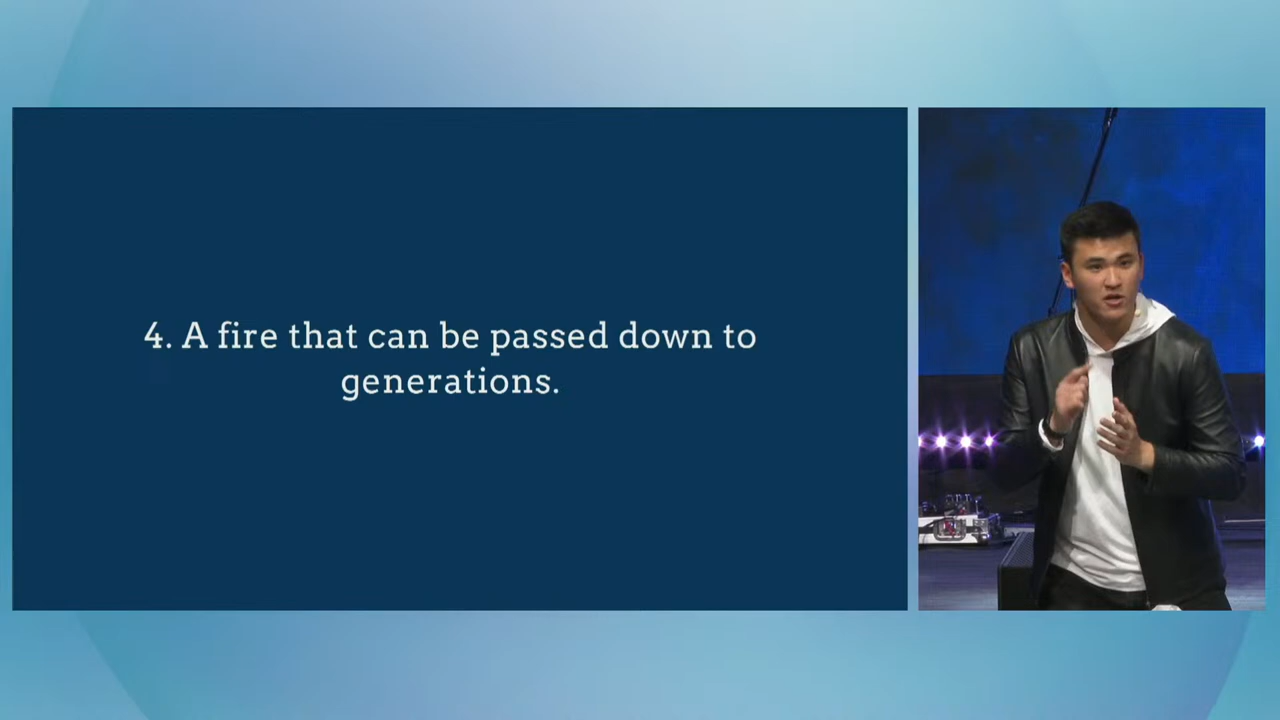 4. A fire that can be passed down to
generations.